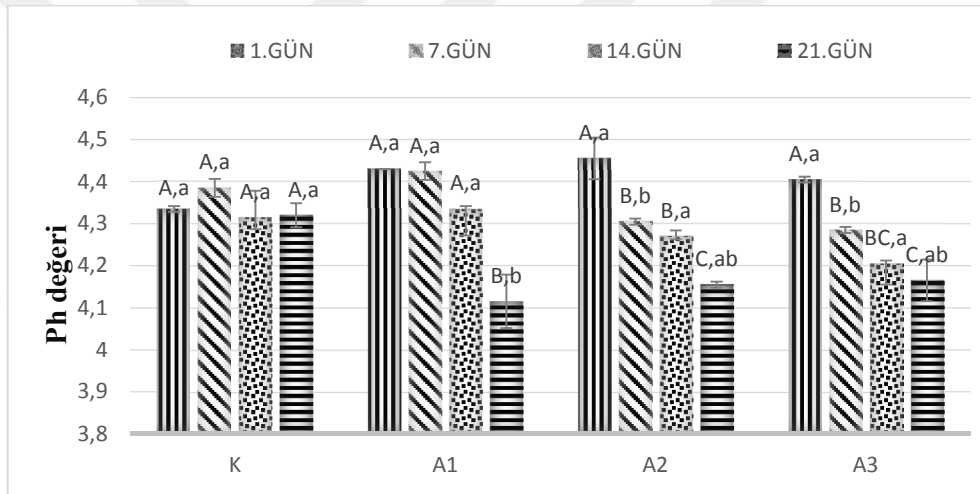 1.GÜN 7.GÜN 14.GÜN 21.GÜN
4,6
4,5
4,4
4,3
4,2
4,1
4
3,9
3,8
Ph değeri
A,a A,a A,a A,a
A,a A,a A,a B,b
A,a B,b B,a C,ab
A,a B,b BC,a C,ab
K A1 A2 A3